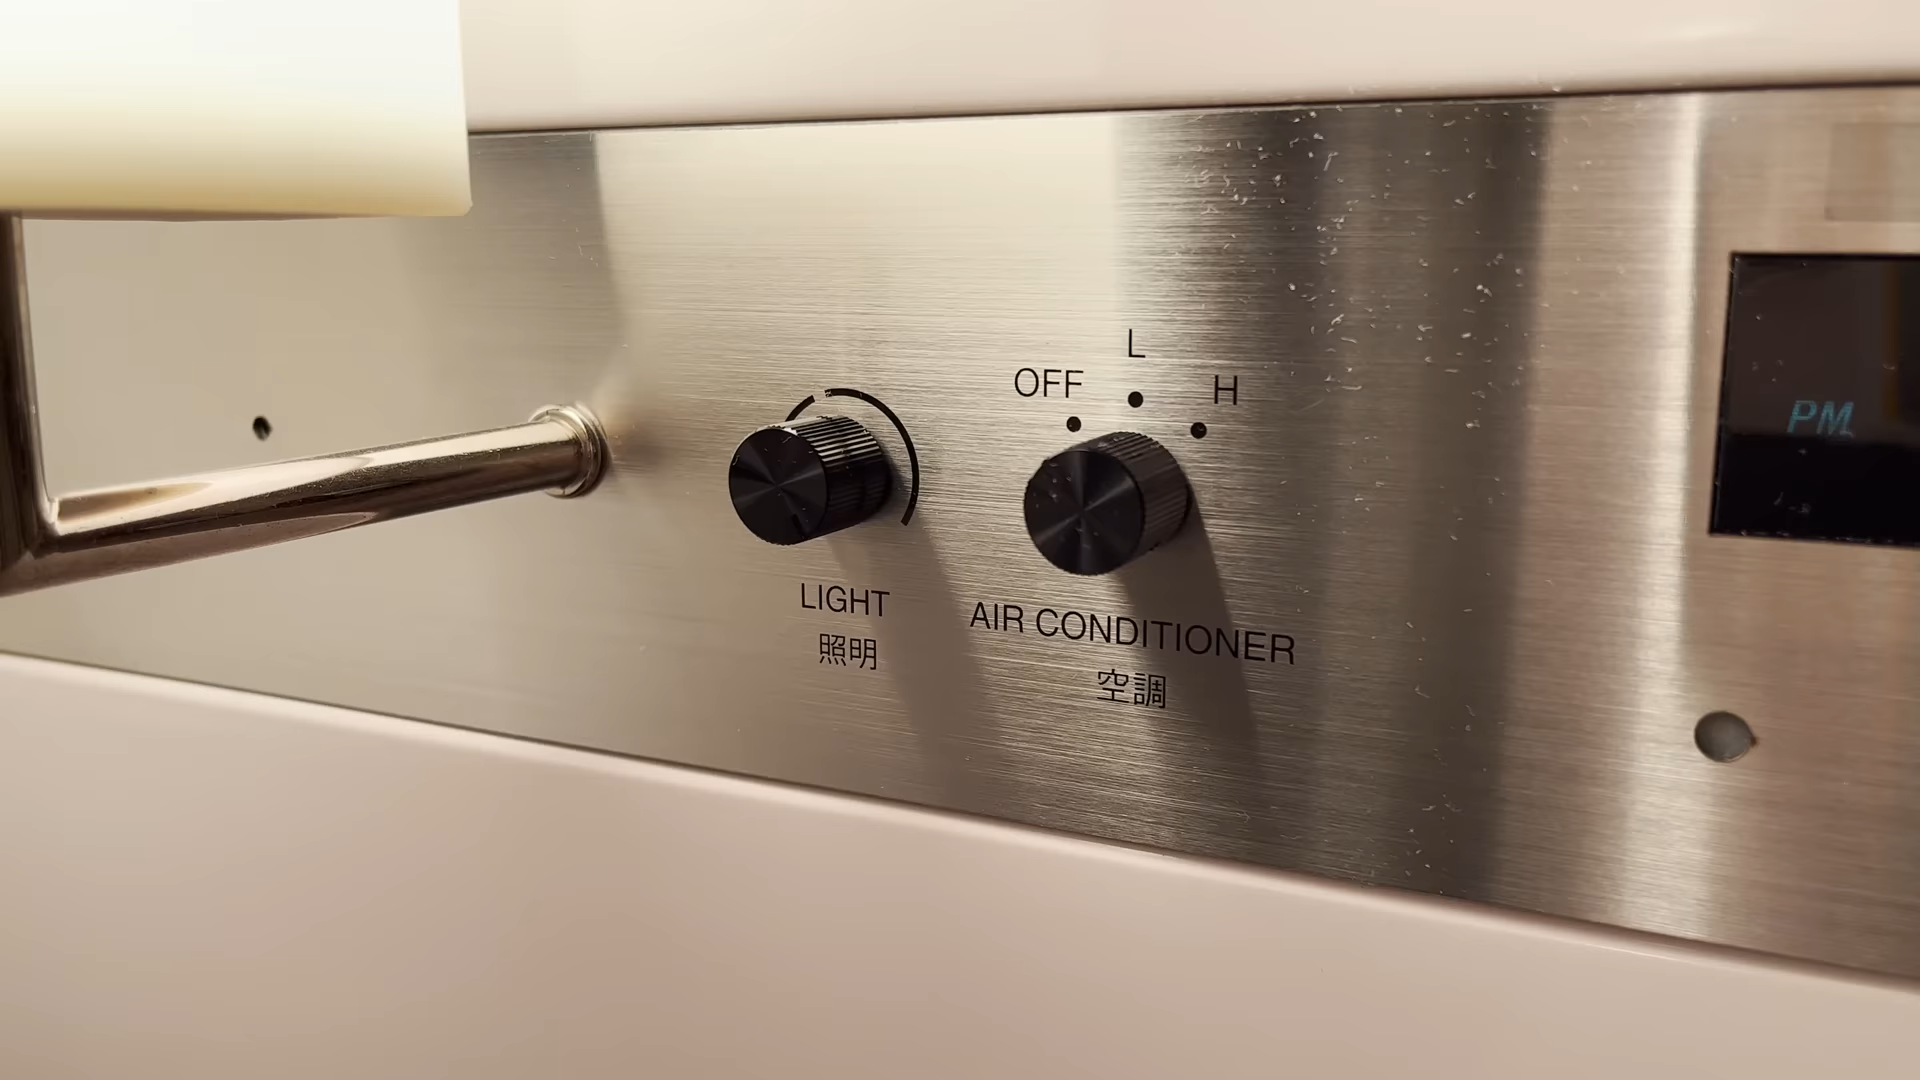 L
OFF
H
LIGHT
照明
AIR CONDITIONER
空調
PM